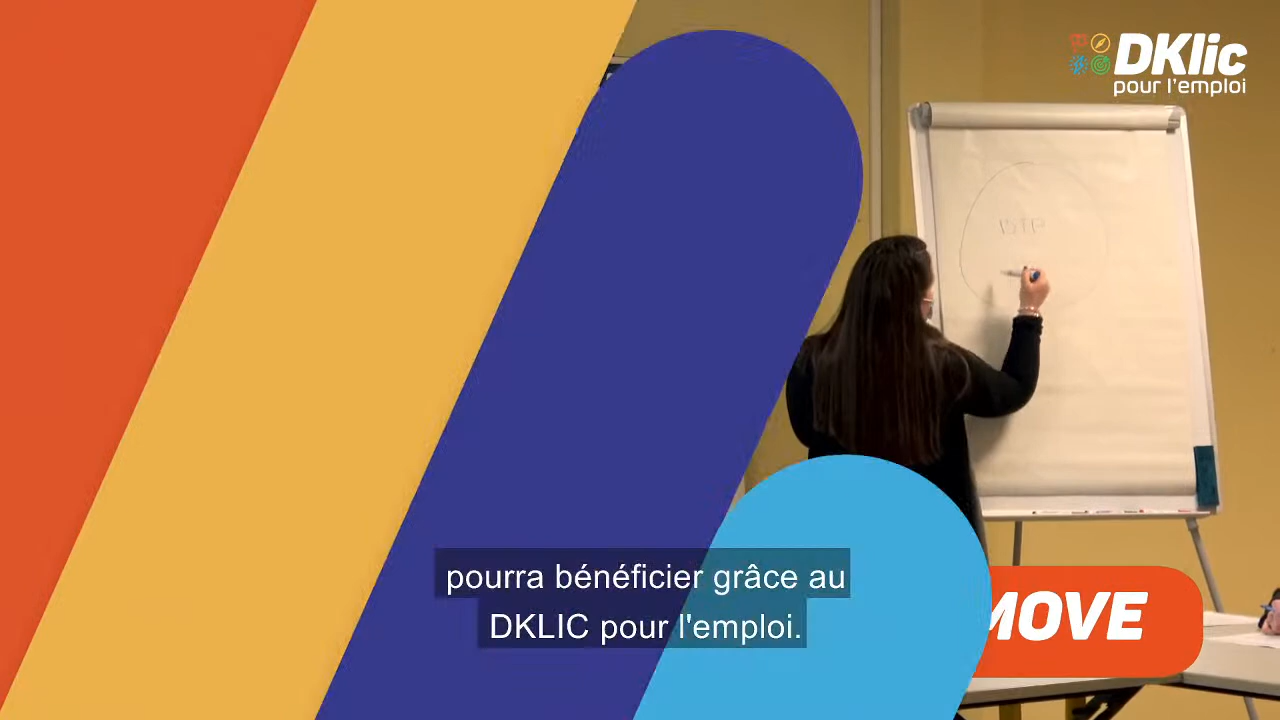 DKlic
pour l'emploi
pourra bénéficier grâce au
DKLIC pour l'emploi.
MOVE